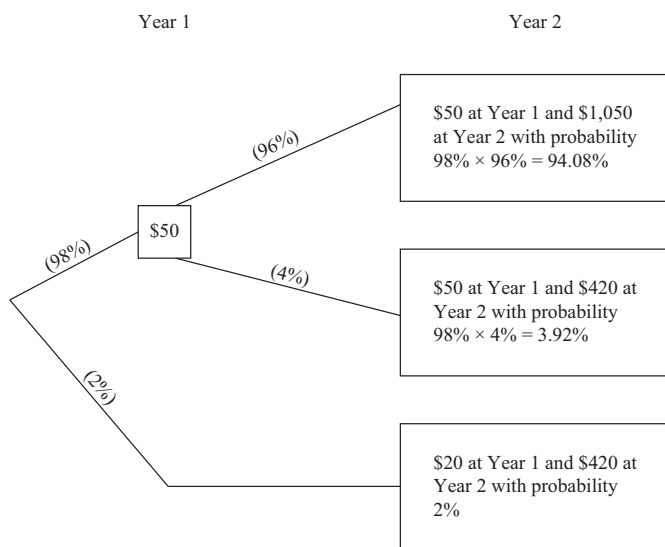 Year 1
Year 2
$50 at Year 1 and $1,050
at Year 2 with probability
98% × 96% = 94.08%
(96%)
$50
(98%)
(4%)
$50 at Year 1 and $420 at
Year 2 with probability
98% × 4% = 3.92%
(2%)
$20 at Year 1 and $420 at
Year 2 with probability
2%